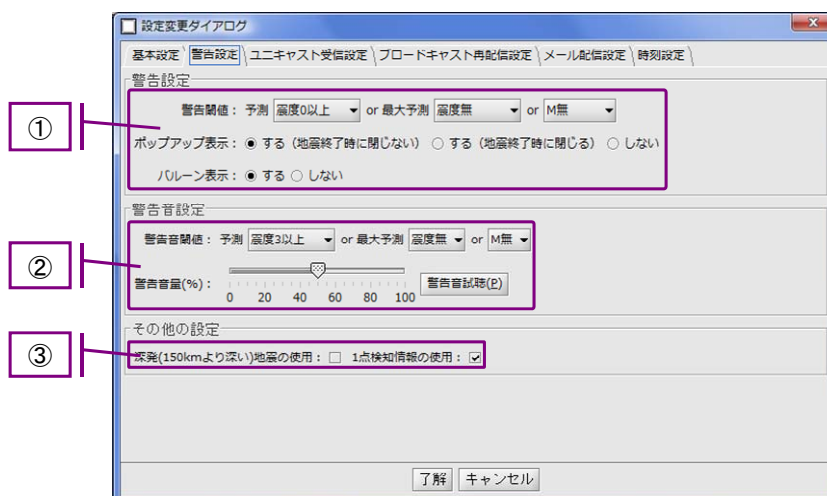 設定変更ダイアログ
基本設定 警告設定 ユニキャスト受信設定 ブロードキャスト再配信設定 メール配信設定 時刻設定
警告設定
① 警告閾値： 予測 震度0以上 or 最大予測 震度無 or M無
ポップアップ表示： する（地震終了時に閉じない） する（地震終了時に閉じる） しない
バルーン表示： する しない
警告音設定
警告音閾値： 予測 震度3以上 or 最大予測 震度無 or M無
② 警告音量(%)： 警告音試聴(P)
0 20 40 60 80 100
その他の設定
③ 深発(150kmより深い)地震の使用： 1点検知情報の使用：
了解 キャンセル